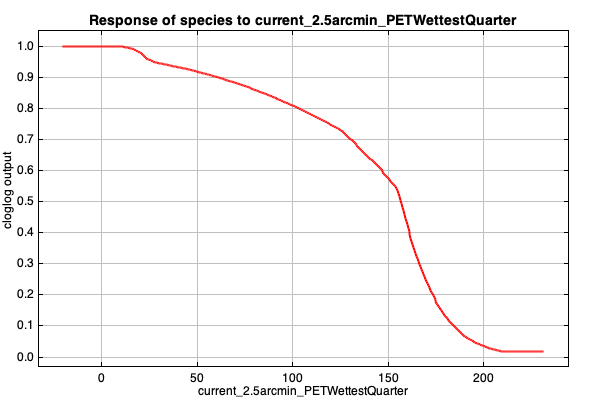 Response of species to current_2.5arcmin_PETWettestQuarter
1.0
0.9
0.8
0.7
0.6
0.5
0.4
0.3
0.2
0.1
0.0
cloglog output
0 50 100 150 200
current_2.5arcmin_PETWettestQuarter